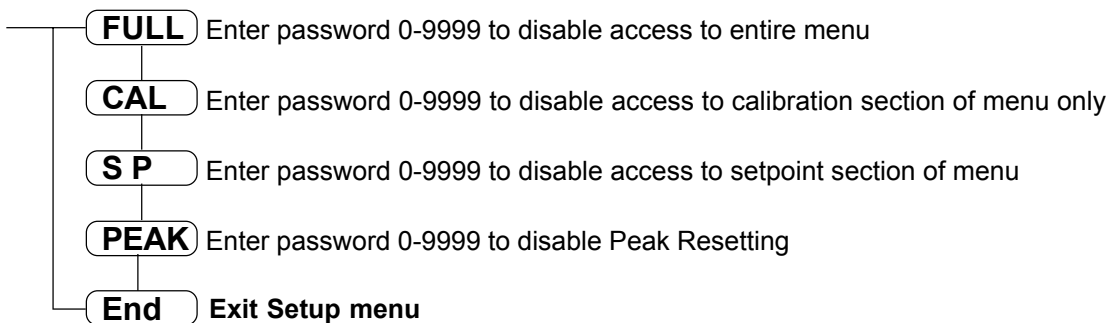 FULL Enter password 0-9999 to disable access to entire menu
CAL Enter password 0-9999 to disable access to calibration section of menu only
S P Enter password 0-9999 to disable access to setpoint section of menu
PEAK Enter password 0-9999 to disable Peak Resetting
End Exit Setup menu